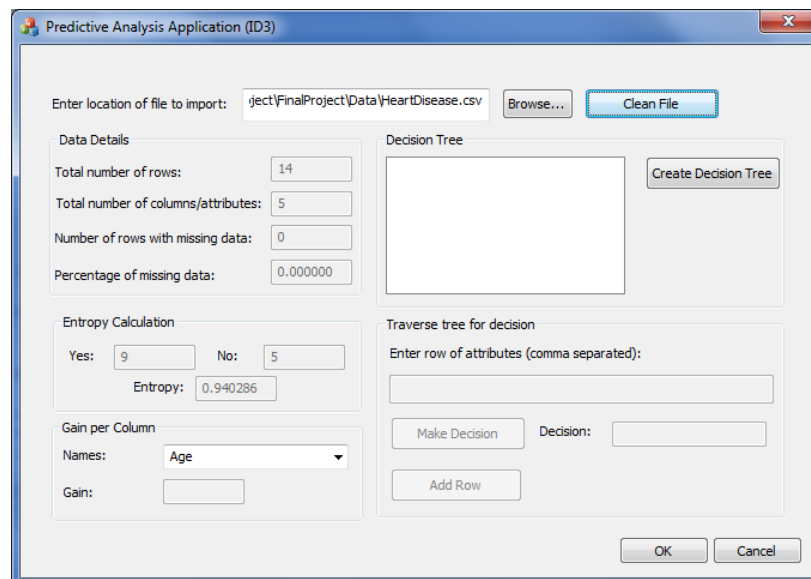 Predictive Analysis Application (ID3)
Enter location of file to import: ject\FinalProject\Data\HeartDisease.csv Browse... Clean File
Data Details
Total number of rows: 14
Total number of columns/attributes: 5
Number of rows with missing data: 0
Percentage of missing data: 0.000000
Decision Tree
Create Decision Tree
Entropy Calculation
Yes: 9 No: 5
Entropy: 0.940286
Gain per Column
Names: Age
Gain:
Traverse tree for decision
Enter row of attributes (comma separated):
Make Decision Decision:
Add Row
OK Cancel